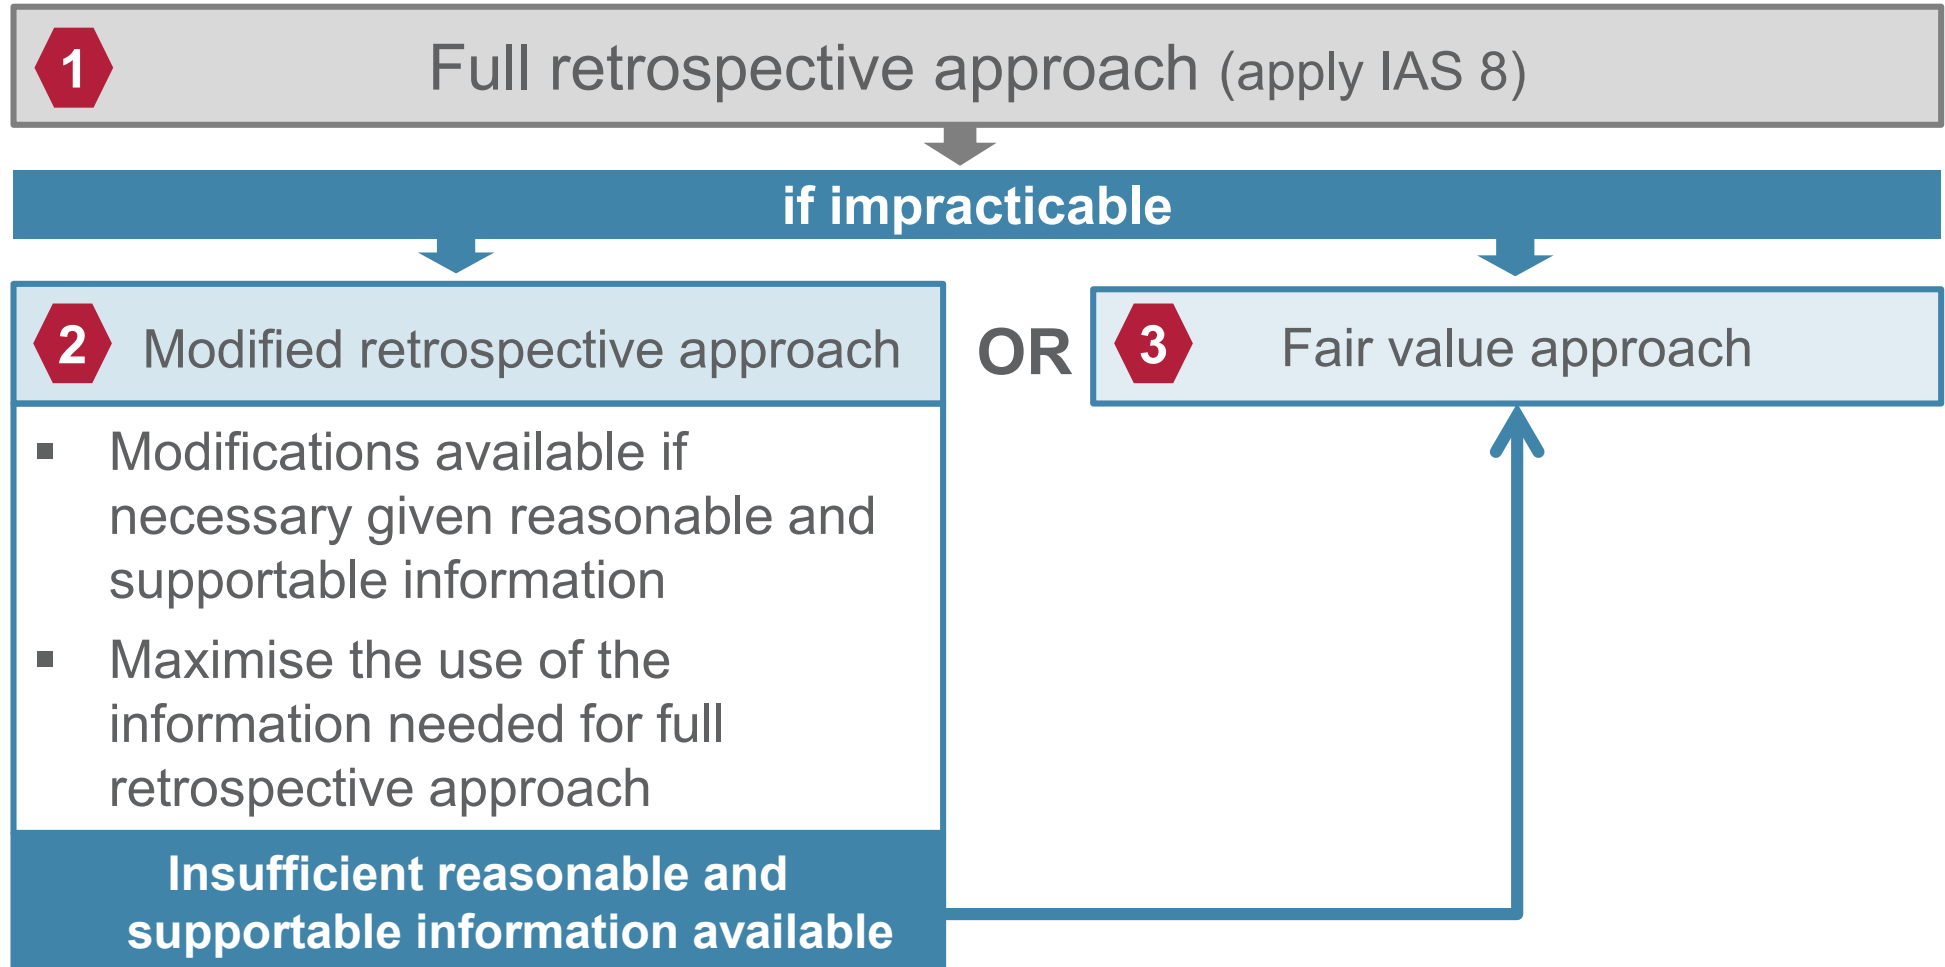 1
Full retrospective approach (apply IAS 8)
if impracticable
2
Modified retrospective approach
OR
3
Fair value approach
▪ Modifications available if
necessary given reasonable and
supportable information
▪ Maximise the use of the
information needed for full
retrospective approach
Insufficient reasonable and
supportable information available